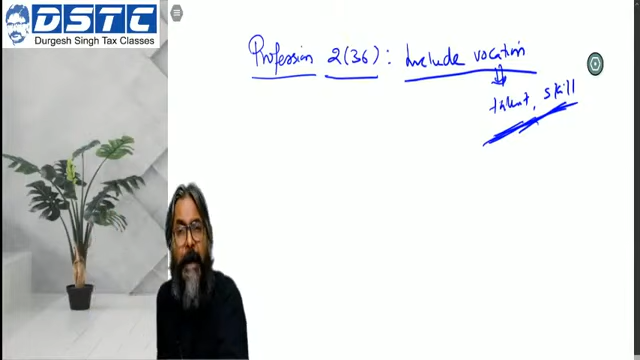 DSTC
Durgesh Singh Tax Classes
Profession 2(36) : Include vocation
talent, skill